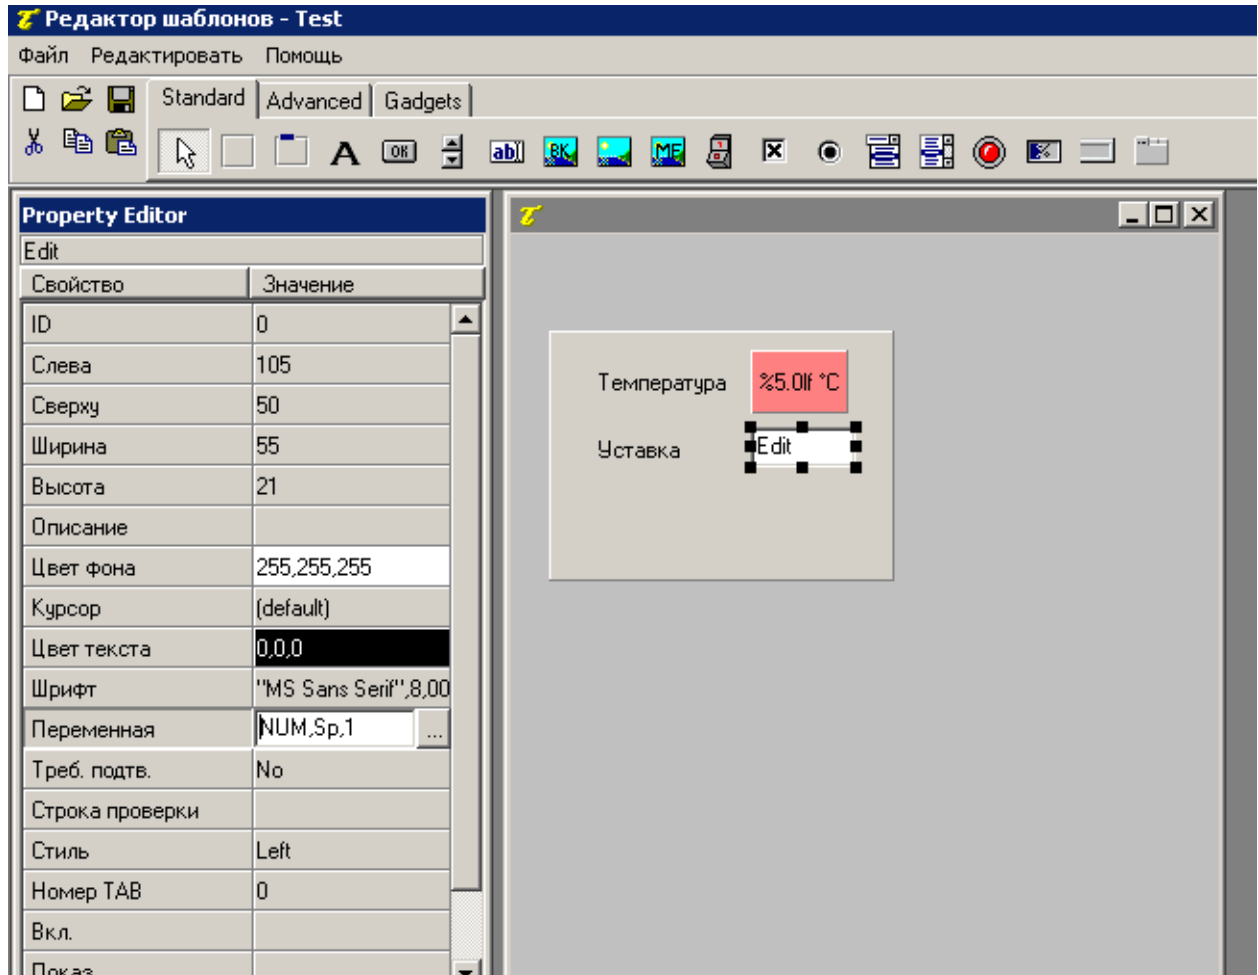 Редактор шаблонов - Test
Файл Редактировать Помощь
Standard Advanced Gadgets
A OK ab BK ME
Property Editor
Edit
Свойство Значение
ID 0
Слева 105
Сверху 50
Ширина 55
Высота 21
Описание
Цвет фона 255,255,255
Курсор (default)
Цвет текста 0,0,0
Шрифт "MS Sans Serif",8,00
Переменная NUM,Sp,1 ...
Треб. подтв. No
Строка проверки
Стиль Left
Номер TAB 0
Вкл.
Показ
Температура %5.0lf °C
Уставка Edit